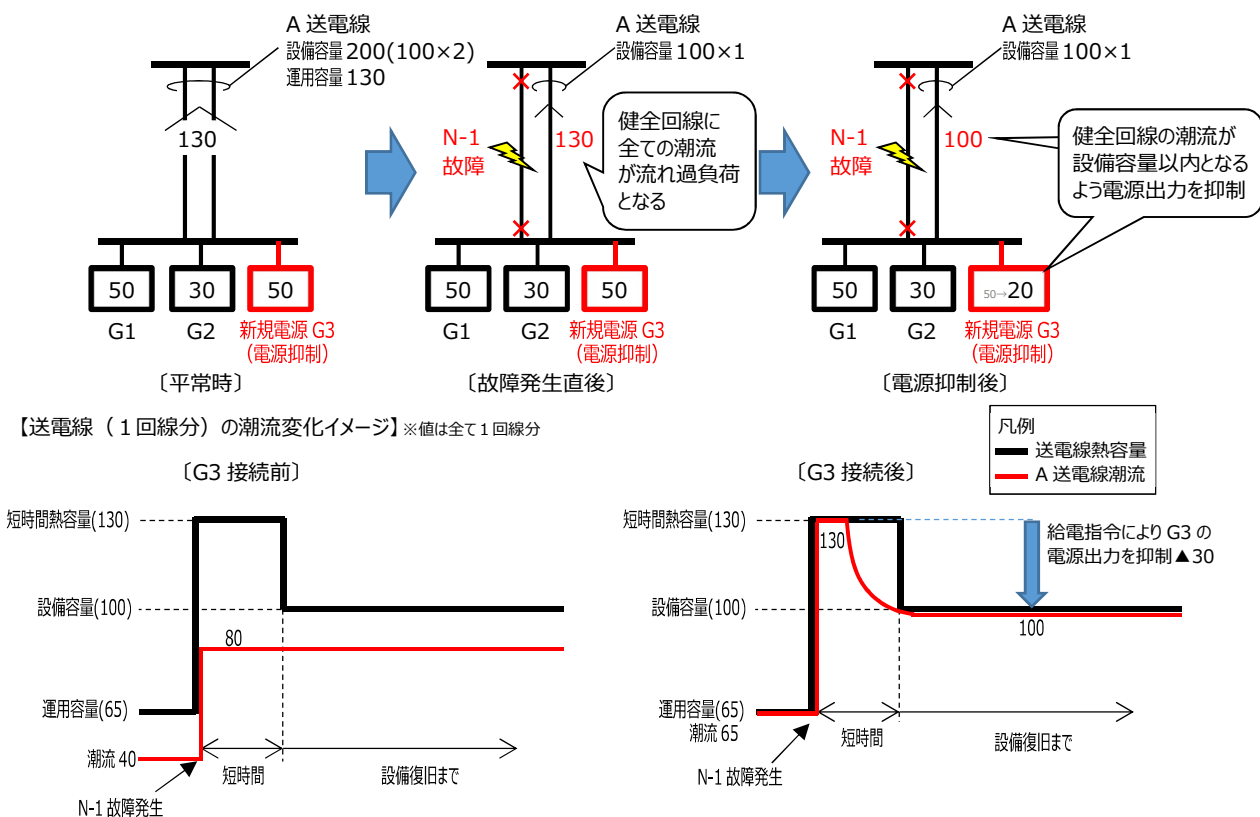 A 送電線
設備容量 200(100×2)
運用容量 130
130
50
30
50
G1
G2
新規電源 G3
(電源抑制)
〔平常時〕
A 送電線
設備容量 100×1
N-1
故障
130
健全回線に
全ての潮流
が流れ過負荷
となる
50
30
50
G1
G2
新規電源 G3
(電源抑制)
〔故障発生直後〕
A 送電線
設備容量 100×1
N-1
故障
100
健全回線の潮流が
設備容量以内となる
よう電源出力を抑制
50
30
50→20
G1
G2
新規電源 G3
(電源抑制)
〔電源抑制後〕
【送電線（１回線分）の潮流変化イメージ】※値は全て１回線分
凡例
送電線熱容量
A 送電線潮流
〔G3 接続前〕
短時間熱容量(130)
設備容量(100)
80
運用容量(65)
潮流 40
短時間
設備復旧まで
N-1 故障発生
〔G3 接続後〕
短時間熱容量(130)
130
給電指令により G3 の
電源出力を抑制▲30
設備容量(100)
100
運用容量(65)
潮流 65
短時間
設備復旧まで
N-1 故障発生